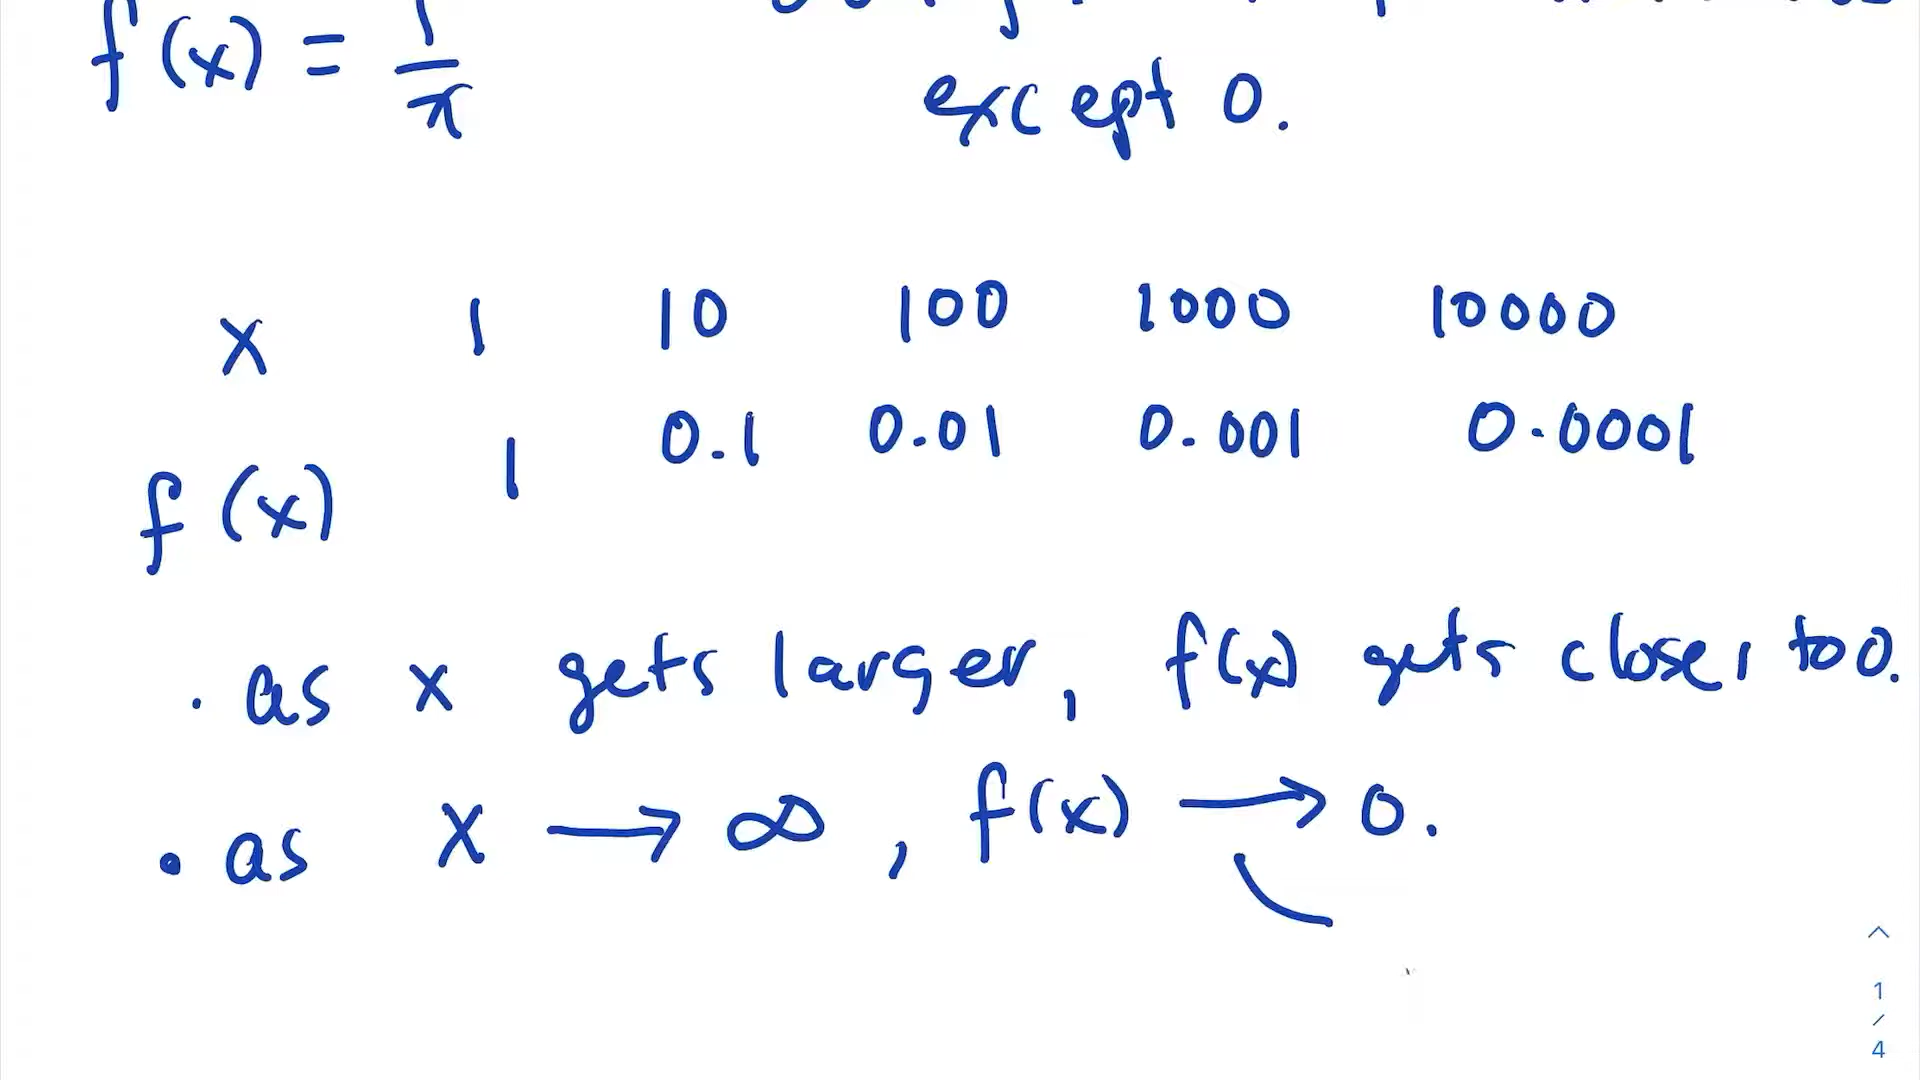 f(x) = 1/x
except 0.
x 1 10 100 1000 10000
f(x) 1 0.1 0.01 0.001 0.0001
. as x gets larger, f(x) gets closer to 0.
. as x → ∞, f(x) → 0.
1
/
4